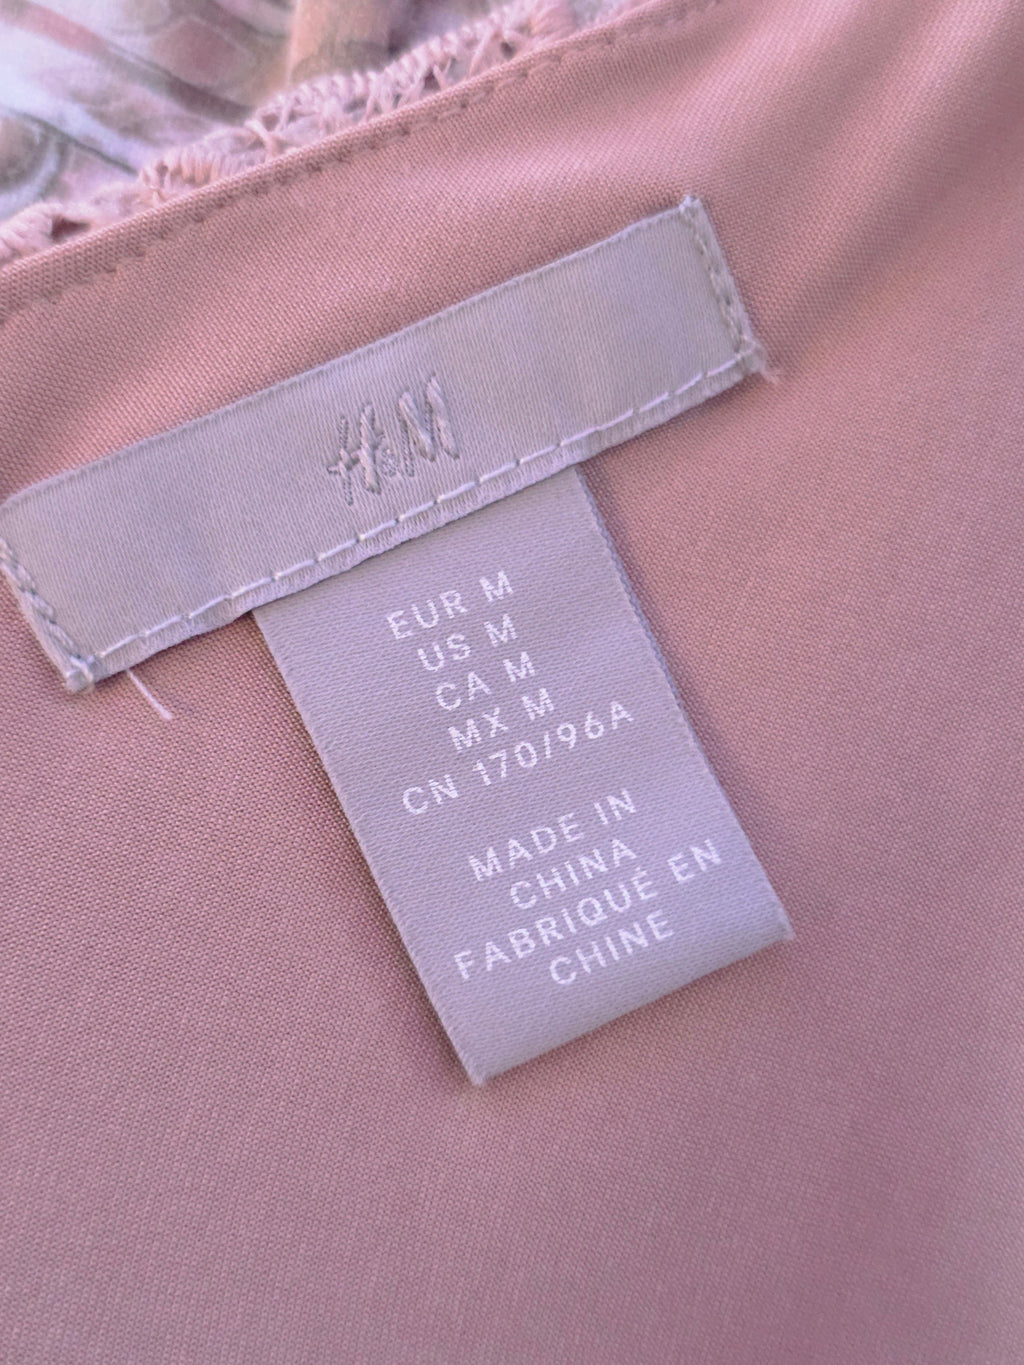 H&M
EUR M
US M
CA M
MX M
CN 170/96A
MADE IN
CHINA
FABRIQUÉ EN
CHINE